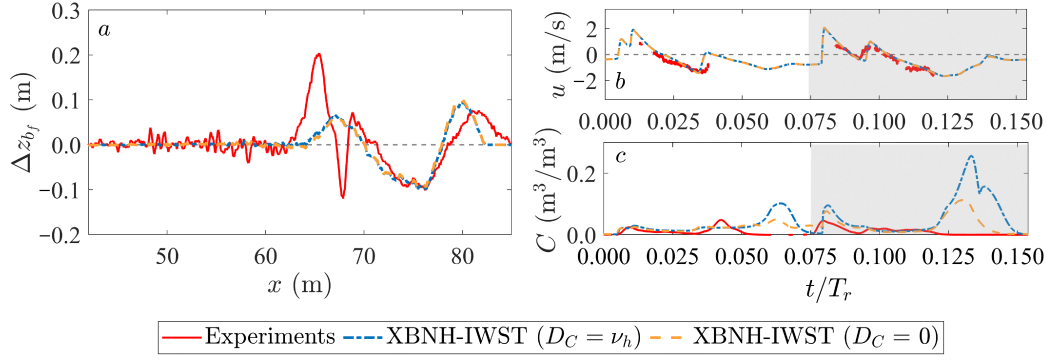 a
0.3
0.2
0.1
0.0
−0.1
−0.2
Δz_{b_f} (m)
50 60 70 80
x (m)
b
2
0
−2
u (m/s)
0.000 0.025 0.050 0.075 0.100 0.125 0.150
c
0.2
0.0
C (m³/m³)
0.000 0.025 0.050 0.075 0.100 0.125 0.150
t/T_r
Experiments XBNH-IWST (D_C = ν_h) XBNH-IWST (D_C = 0)